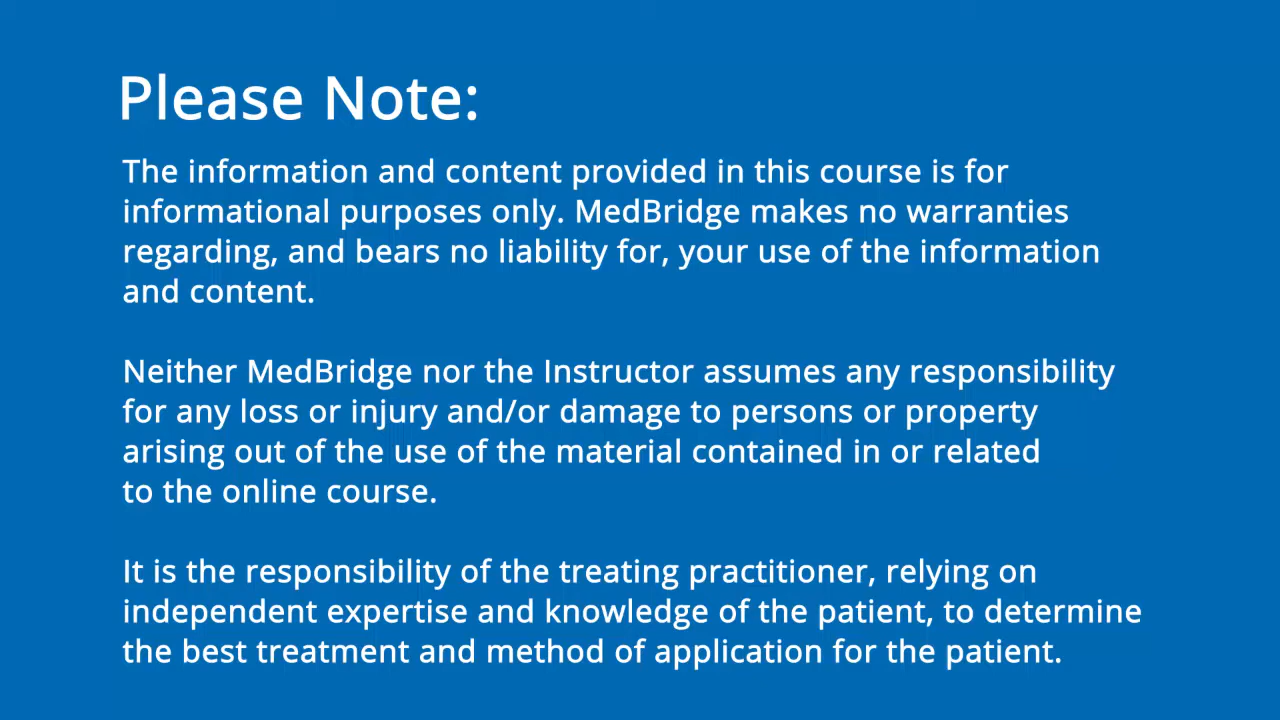 Please Note:
The information and content provided in this course is for
informational purposes only. MedBridge makes no warranties
regarding, and bears no liability for, your use of the information
and content.
Neither MedBridge nor the Instructor assumes any responsibility
for any loss or injury and/or damage to persons or property
arising out of the use of the material contained in or related
to the online course.
It is the responsibility of the treating practitioner, relying on
independent expertise and knowledge of the patient, to determine
the best treatment and method of application for the patient.